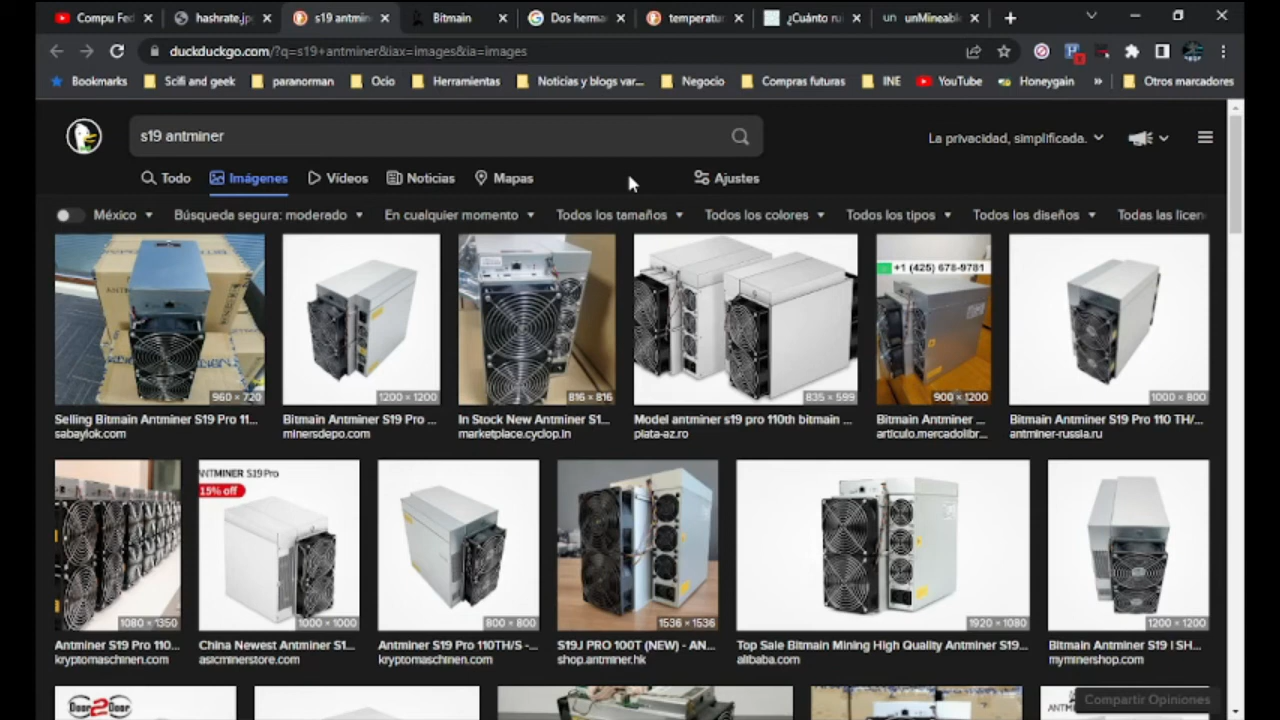 Compu Fed
hashrate.jp
s19 antmin
Bitmain
Dos herma
temperatu
¿Cuánto ru
un unMineabl
duckduckgo.com/?q=s19+antminer&iax=images&ia=images
Bookmarks
Scifi and geek
paranorman
Ocio
Herramientas
Noticias y blogs var...
Negocio
Compras futuras
INE
YouTube
Honeygain
»
Otros marcadores
s19 antminer
La privacidad, simplificada.
Todo
Imágenes
Vídeos
Noticias
Mapas
Ajustes
México
Búsqueda segura: moderado
En cualquier momento
Todos los tamaños
Todos los colores
Todos los tipos
Todos los diseños
Todas las licen
960 × 720
1200 × 1200
816 × 816
835 × 599
+1 (425) 678-9781
900 × 1200
1000 × 800
Selling Bitmain Antminer S19 Pro 11...
sabaylok.com
Bitmain Antminer S19 Pro ...
minersdepo.com
In Stock New Antminer S1...
marketplace.cyclop.in
Model antminer s19 pro 110th bitmain ...
plata-az.ro
Bitmain Antminer ...
articulo.mercadolibr...
Bitmain Antminer S19 Pro 110 TH/...
antminer-russia.ru
1080 × 1350
ANTMINER S19 Pro
15% off
1000 × 1000
800 × 800
1536 × 1536
1920 × 1080
1200 × 1200
Antminer S19 Pro 110...
kryptomaschinen.com
China Newest Antminer S1...
asicminerstore.com
Antminer S19 Pro 110TH/S -...
kryptomaschinen.com
S19J PRO 100T (NEW) - AN...
shop.antminer.hk
Top Sale Bitmain Mining High Quality Antminer S19...
alibaba.com
Bitmain Antminer S19 | SH...
myminershop.com
Door2Door
Compartir Opiniones